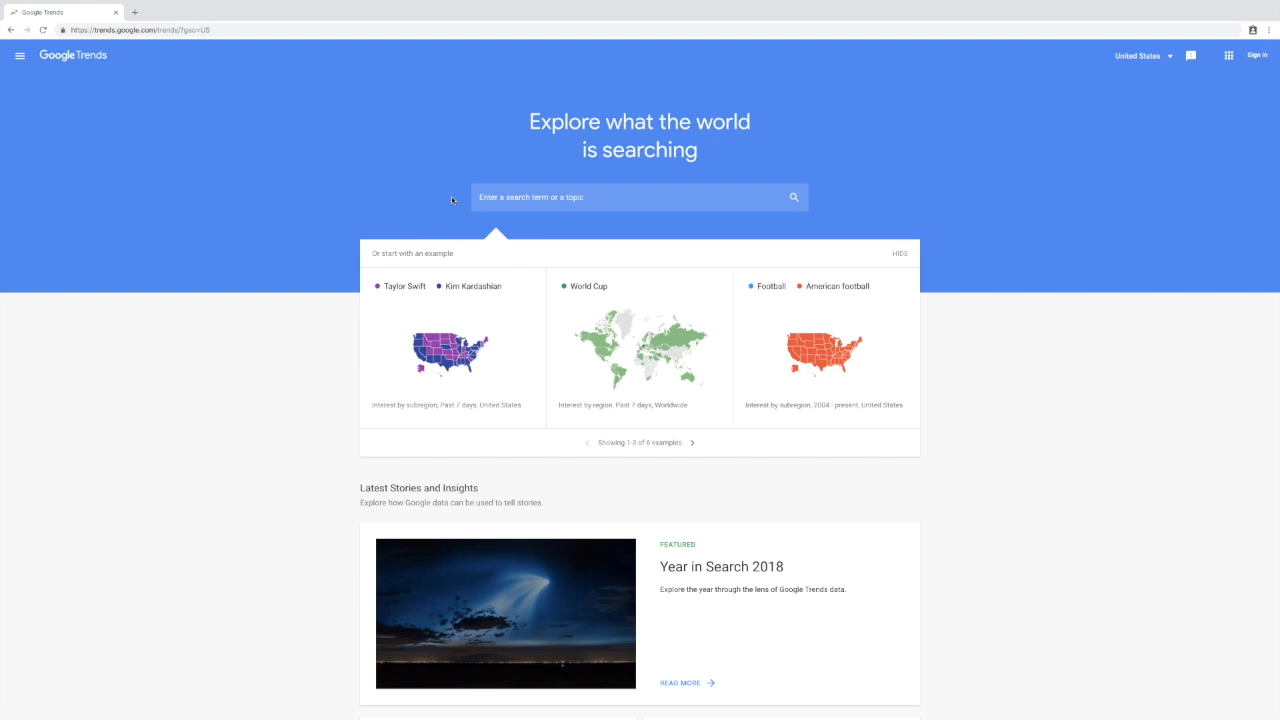 Google Trends
https://trends.google.com/trends/?geo=US
Google Trends
United States
Sign in
Explore what the world
is searching
Enter a search term or a topic
Or start with an example
HIDE
Taylor Swift Kim Kardashian
World Cup
Football American football
Interest by subregion, Past 7 days, United States
Interest by region, Past 7 days, Worldwide
Interest by subregion, 2004 - present, United States
Showing 1-3 of 6 examples
Latest Stories and Insights
Explore how Google data can be used to tell stories.
FEATURED
Year in Search 2018
Explore the year through the lens of Google Trends data.
READ MORE